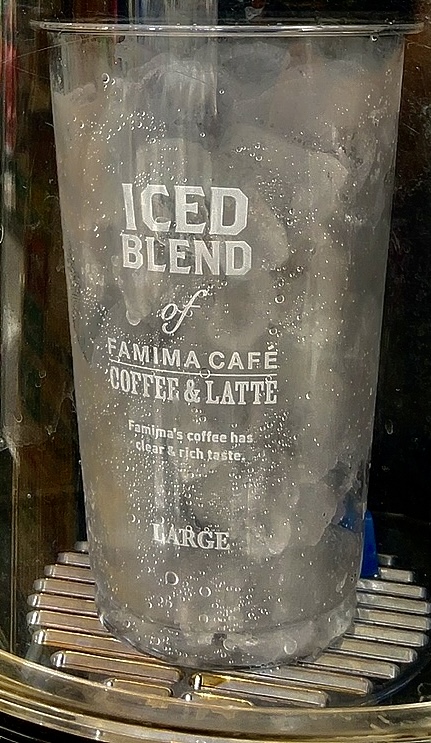 ICED
BLEND
of
FAMIMA CAFÉ
COFFEE & LATTE
Famima's coffee has
clear & rich taste.
LARGE